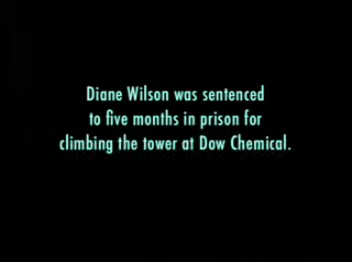 Diane Wilson was sentenced
to five months in prison for
climbing the tower at Dow Chemical.